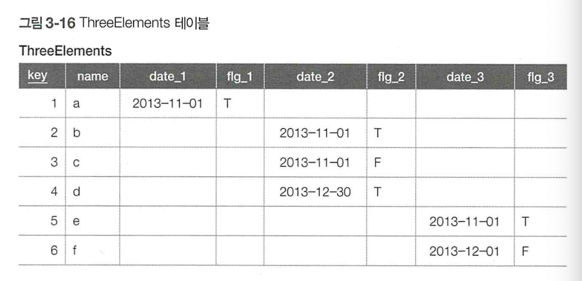 그림 3-16 ThreeElements 테이블
ThreeElements
key name date_1 flg_1 date_2 flg_2 date_3 flg_3
1 a 2013-11-01 T
2 b 2013-11-01 T
3 c 2013-11-01 F
4 d 2013-12-30 T
5 e 2013-11-01 T
6 f 2013-12-01 F